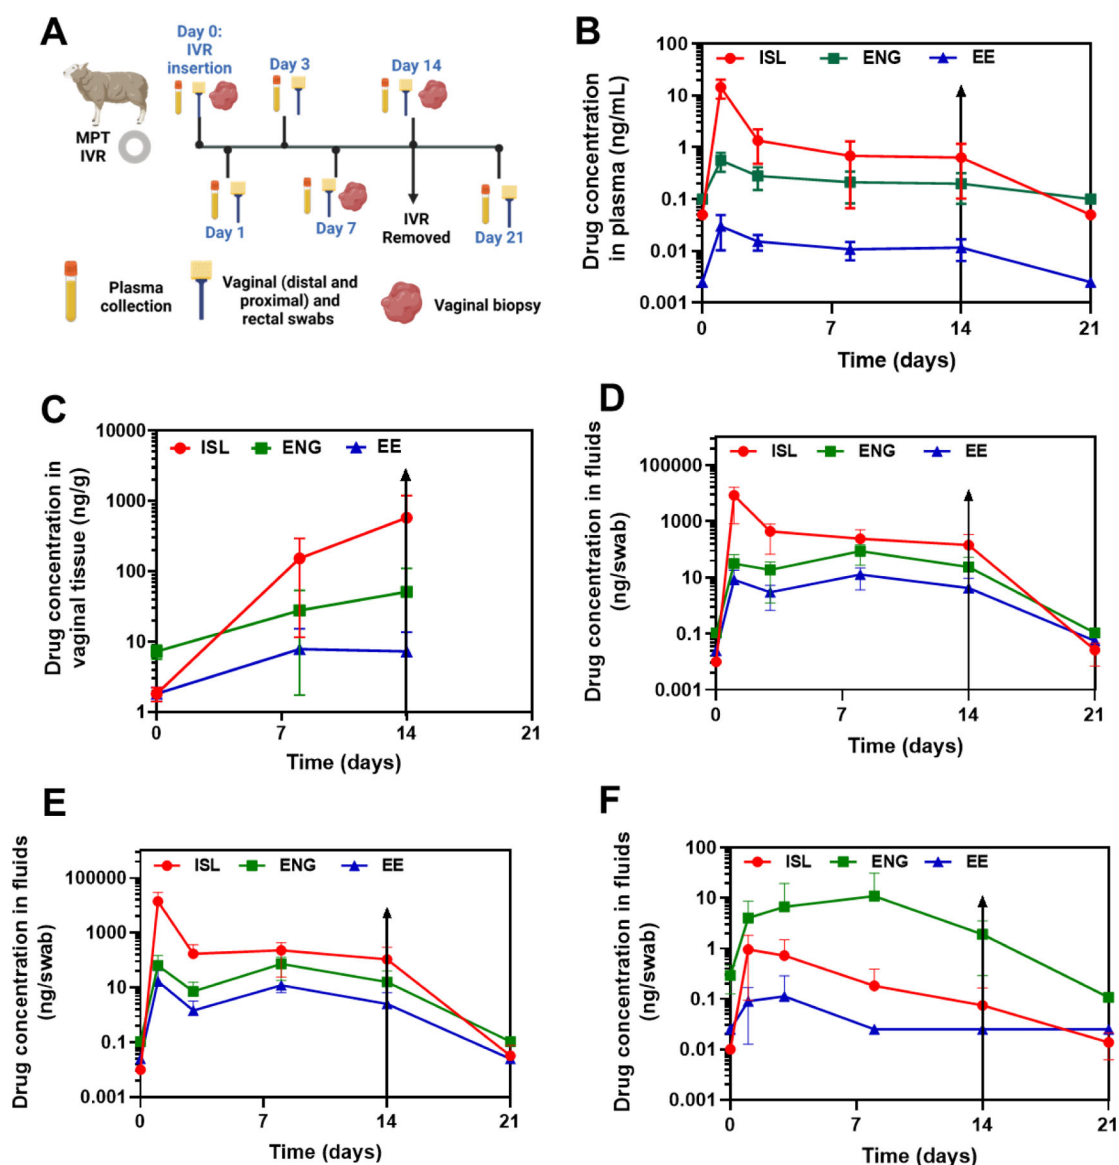 A
Day 0:
IVR
insertion
Day 3
Day 14
MPT
IVR
Day 1
Day 7
IVR
Removed
Day 21
Plasma
collection
Vaginal (distal and
proximal) and
rectal swabs
Vaginal biopsy
B
ISL ENG EE
Drug concentration
in plasma (ng/mL)
100
10
1
0.1
0.01
0.001
0 7 14 21
Time (days)
C
ISL ENG EE
Drug concentration in
vaginal tissue (ng/g)
10000
1000
100
10
1
0 7 14 21
Time (days)
D
ISL ENG EE
Drug concentration in fluids
(ng/swab)
100000
1000
10
0.1
0.001
0 7 14 21
Time (days)
E
ISL ENG EE
Drug concentration in fluids
(ng/swab)
100000
1000
10
0.1
0.001
0 7 14 21
Time (days)
F
ISL ENG EE
Drug concentration in fluids
(ng/swab)
100
10
1
0.1
0.01
0.001
0 7 14 21
Time (days)